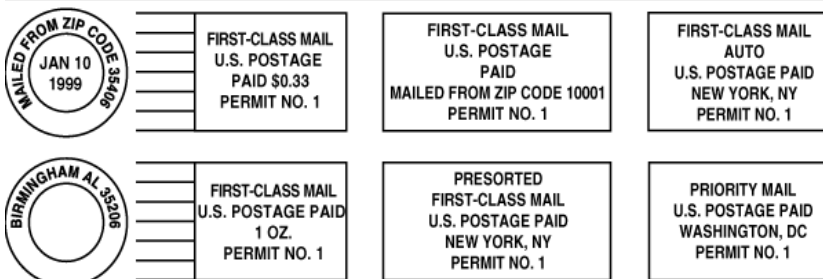 MAILED FROM ZIP CODE 35406
JAN 10
1999
FIRST-CLASS MAIL
U.S. POSTAGE
PAID $0.33
PERMIT NO. 1
FIRST-CLASS MAIL
U.S. POSTAGE
PAID
MAILED FROM ZIP CODE 10001
PERMIT NO. 1
FIRST-CLASS MAIL
AUTO
U.S. POSTAGE PAID
NEW YORK, NY
PERMIT NO. 1
BIRMINGHAM AL 35206
FIRST-CLASS MAIL
U.S. POSTAGE PAID
1 OZ.
PERMIT NO. 1
PRESORTED
FIRST-CLASS MAIL
U.S. POSTAGE PAID
NEW YORK, NY
PERMIT NO. 1
PRIORITY MAIL
U.S. POSTAGE PAID
WASHINGTON, DC
PERMIT NO. 1